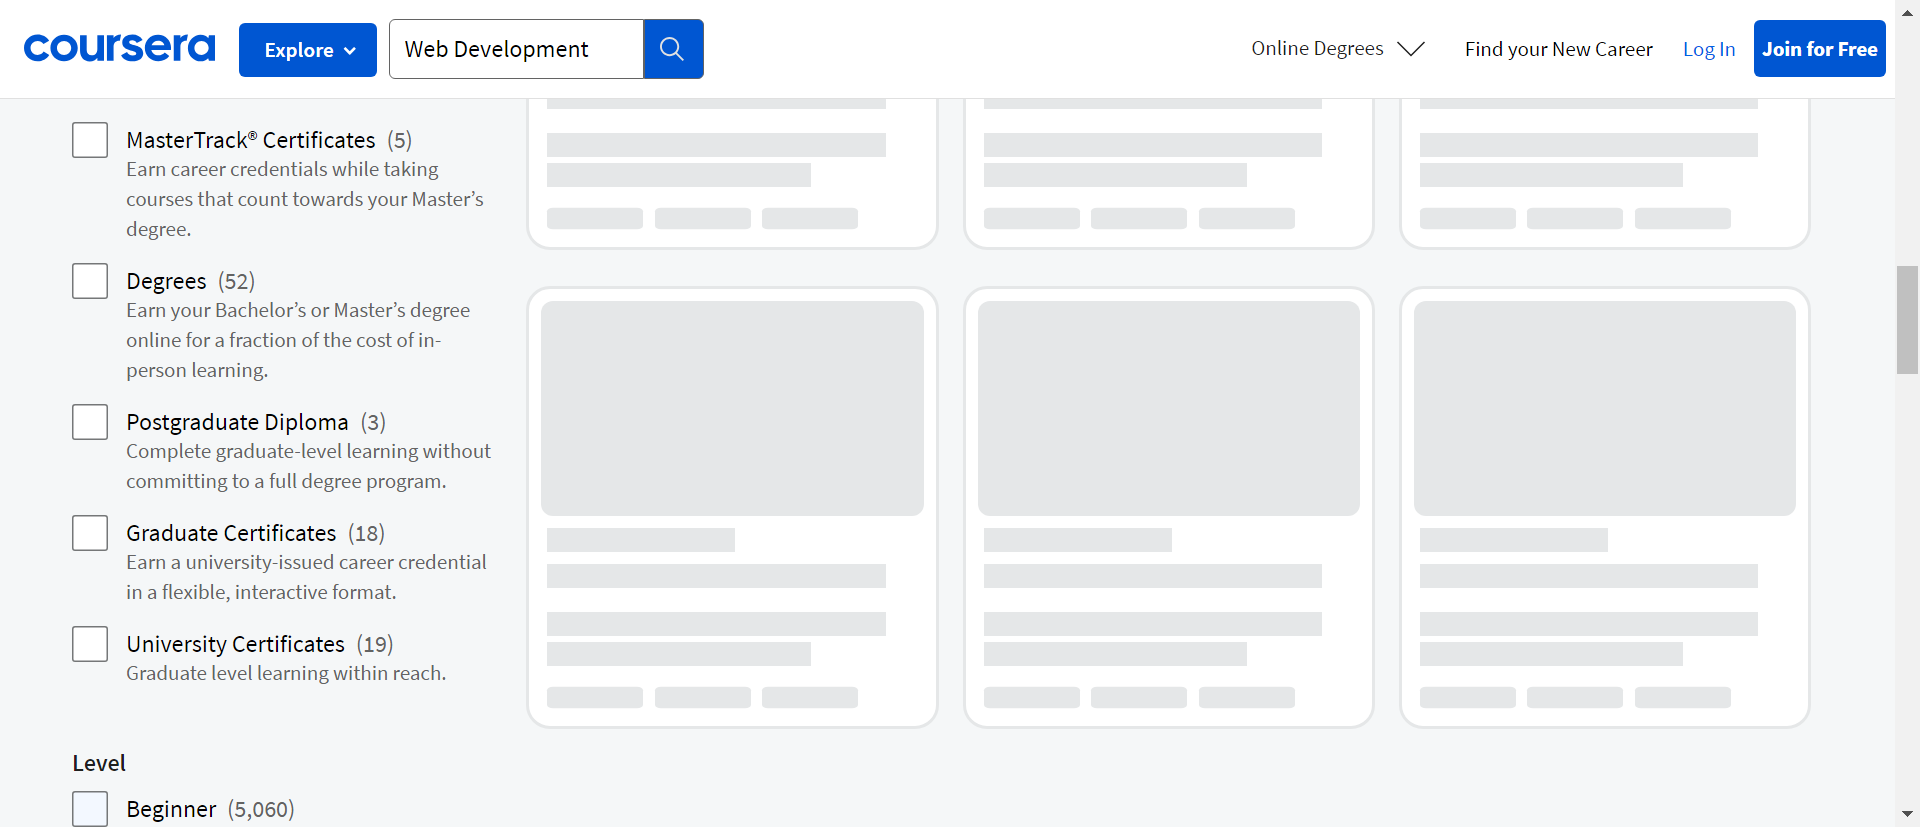 coursera
Explore
Web Development
Online Degrees
Find your New Career
Log In
Join for Free
MasterTrack® Certificates (5)
Earn career credentials while taking
courses that count towards your Master’s
degree.
Degrees (52)
Earn your Bachelor’s or Master’s degree
online for a fraction of the cost of in-
person learning.
Postgraduate Diploma (3)
Complete graduate-level learning without
committing to a full degree program.
Graduate Certificates (18)
Earn a university-issued career credential
in a flexible, interactive format.
University Certificates (19)
Graduate level learning within reach.
Level
Beginner (5,060)